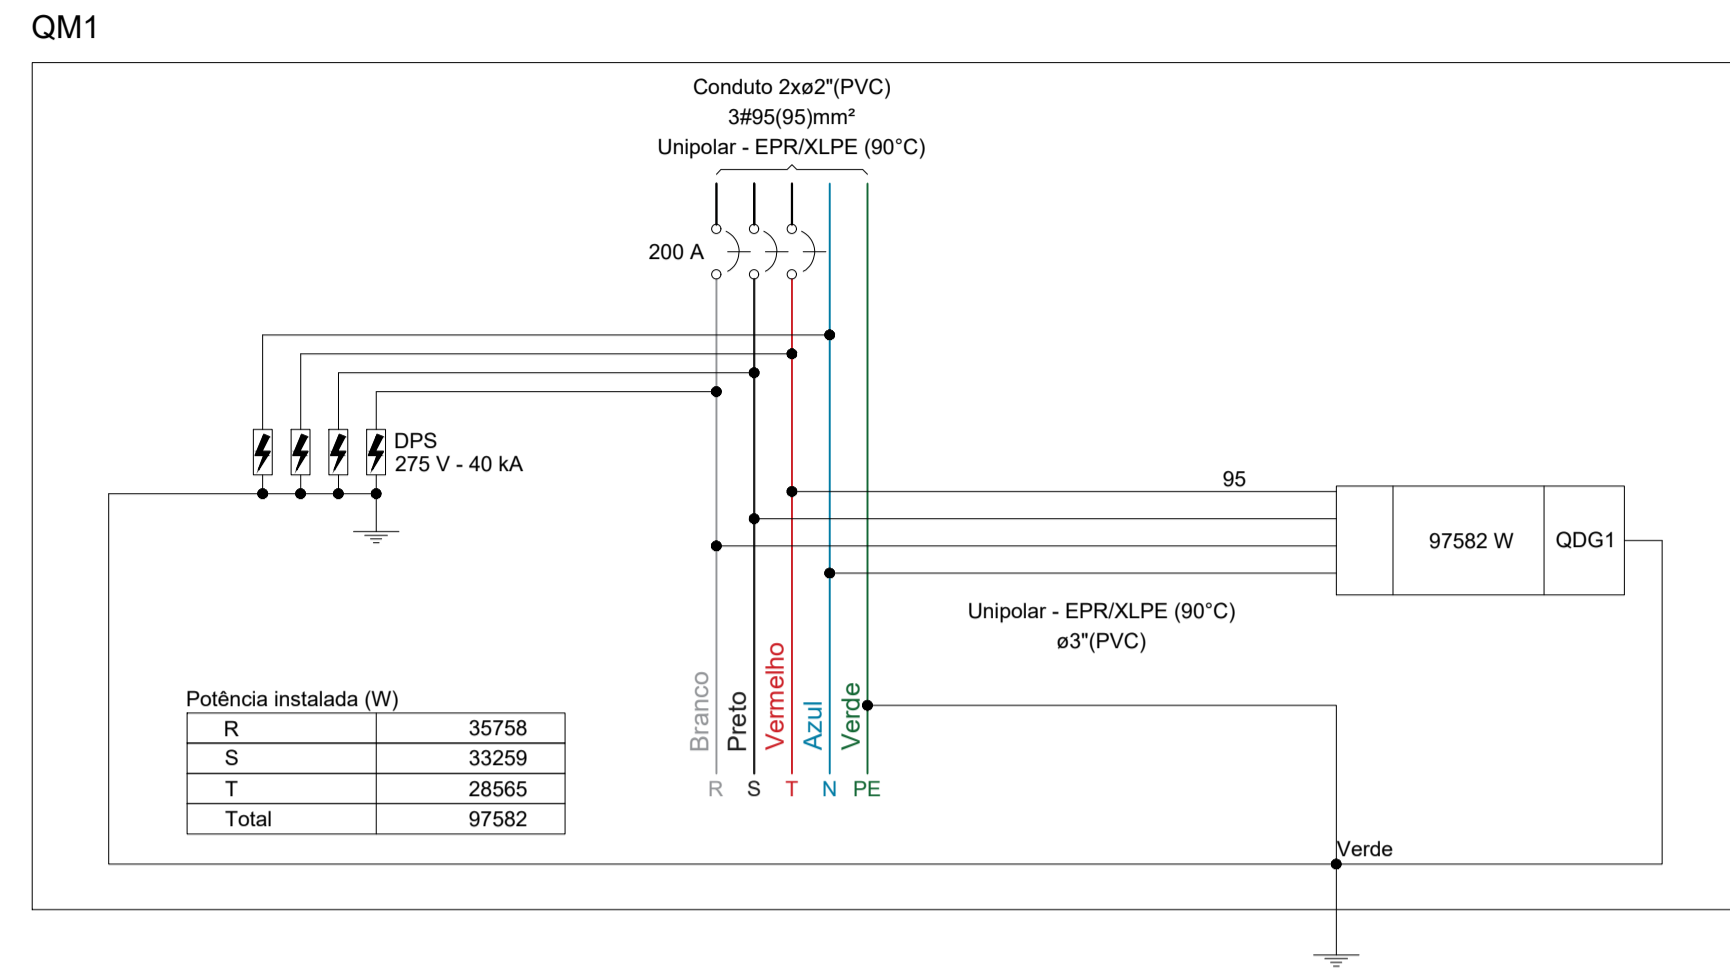 QM1
Conduto 2xø2"(PVC)
3#95(95)mm²
Unipolar - EPR/XLPE (90°C)
200 A
DPS
275 V - 40 kA
95
97582 W
QDG1
Unipolar - EPR/XLPE (90°C)
ø3"(PVC)
Branco
Preto
Vermelho
Azul
Verde
R S T N PE
Potência instalada (W)
R 35758
S 33259
T 28565
Total 97582
Verde